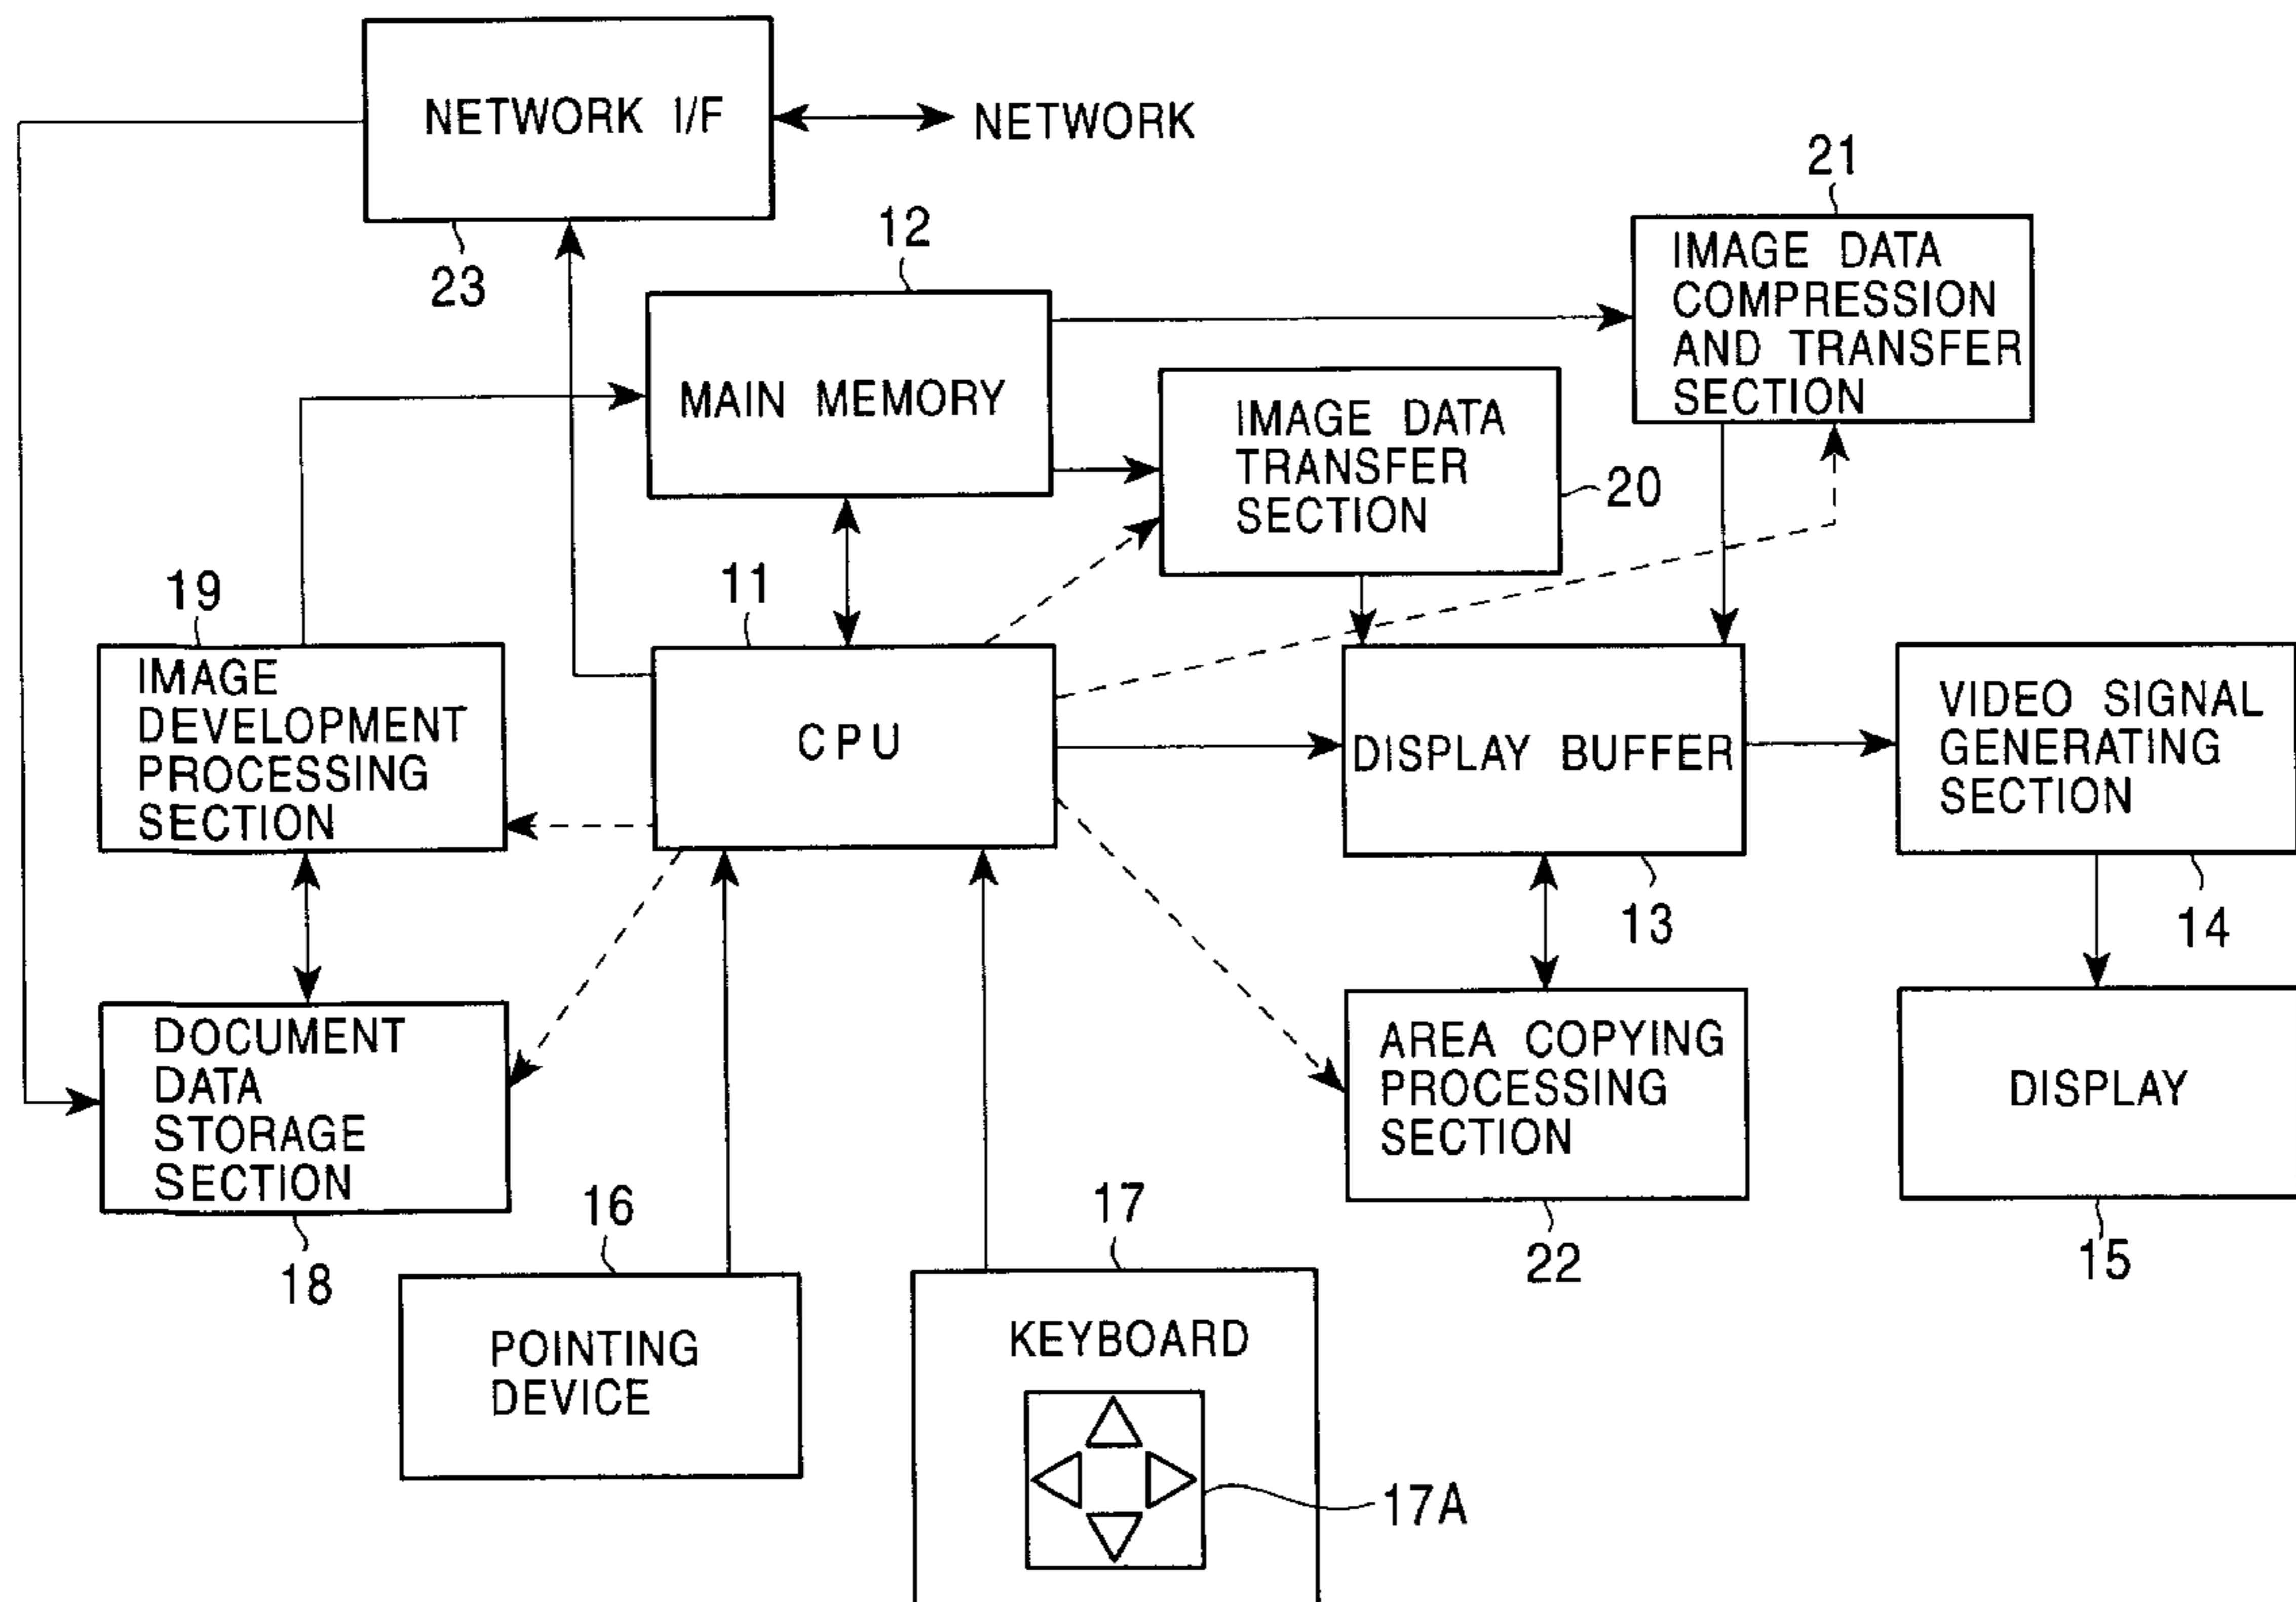 NETWORK I/F
NETWORK
23
12
21
IMAGE DATA
COMPRESSION
AND TRANSFER
SECTION
MAIN MEMORY
IMAGE DATA
TRANSFER
SECTION
20
19
11
IMAGE
DEVELOPMENT
PROCESSING
SECTION
CPU
DISPLAY BUFFER
VIDEO SIGNAL
GENERATING
SECTION
13
14
DOCUMENT
DATA
STORAGE
SECTION
AREA COPYING
PROCESSING
SECTION
DISPLAY
18
16
17
22
15
POINTING
DEVICE
KEYBOARD
17A